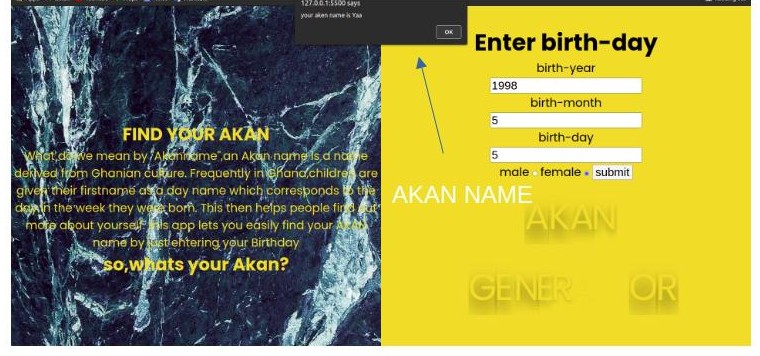 127.0.0.1:5500 says
your aken name is Yaa
OK
FIND YOUR AKAN
What do we mean by "Akan name",an Akan name is a name
derived from Ghanian culture. Frequently in Ghana,children are
given their firstname as a day name which corresponds to the
day in the week they were born. This then helps people find out
more about yourself. this app lets you easily find your AKAN
name by just entering your Birthday
so,whats your Akan?
Enter birth-day
birth-year
1998
birth-month
5
birth-day
5
male female submit
AKAN NAME
AKAN
GENER OR